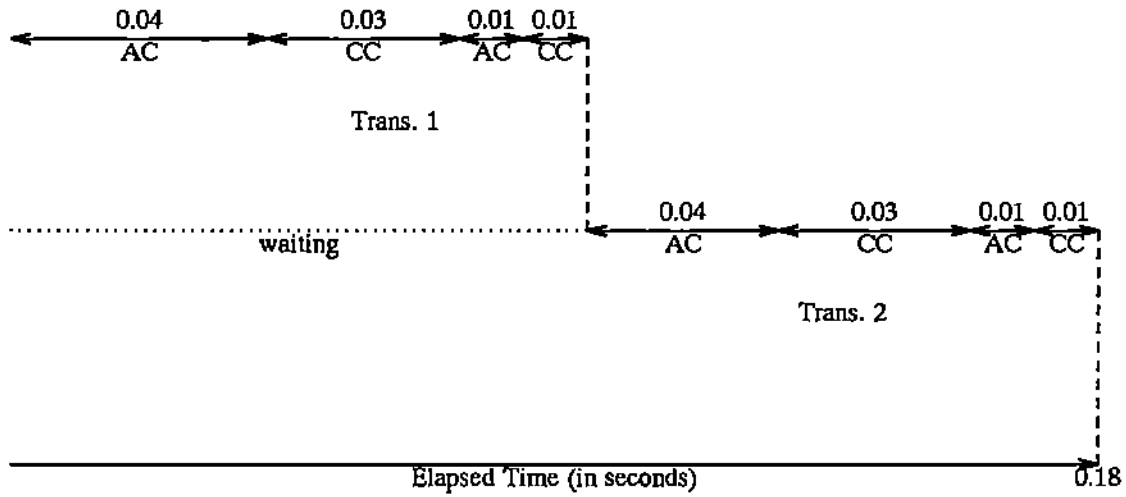 0.04 0.03 0.01 0.01
AC CC AC CC
Trans. 1
0.04 0.03 0.01 0.01
waiting AC CC AC CC
Trans. 2
Elapsed Time (in seconds) 0.18